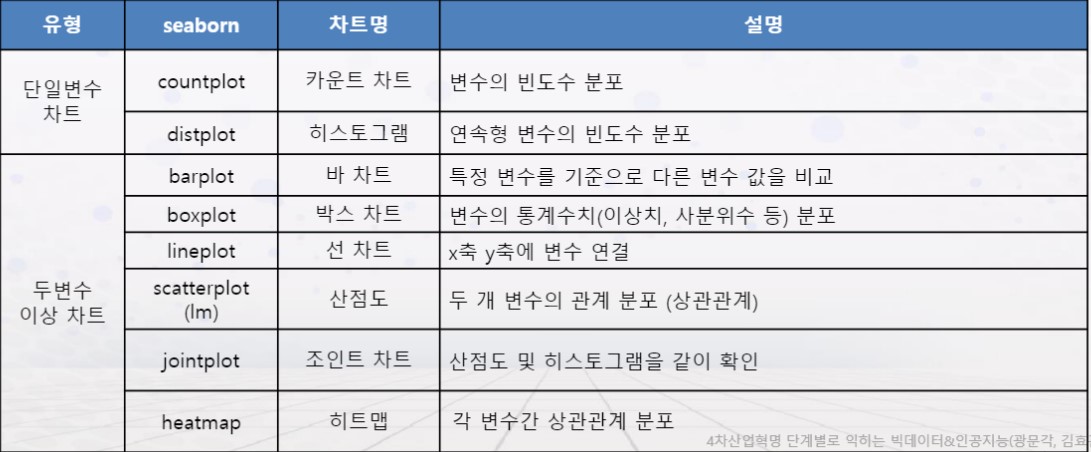 유형 seaborn 차트명 설명
단일변수
차트
countplot 카운트 차트 변수의 빈도수 분포
distplot 히스토그램 연속형 변수의 빈도수 분포
두변수
이상 차트
barplot 바 차트 특정 변수를 기준으로 다른 변수 값을 비교
boxplot 박스 차트 변수의 통계수치(이상치, 사분위수 등) 분포
lineplot 선 차트 x축 y축에 변수 연결
scatterplot
(lm)
산점도 두 개 변수의 관계 분포 (상관관계)
jointplot 조인트 차트 산점도 및 히스토그램을 같이 확인
heatmap 히트맵 각 변수간 상관관계 분포
4차산업혁명 단계별로 익히는 빅데이터&인공지능(광문각, 김효